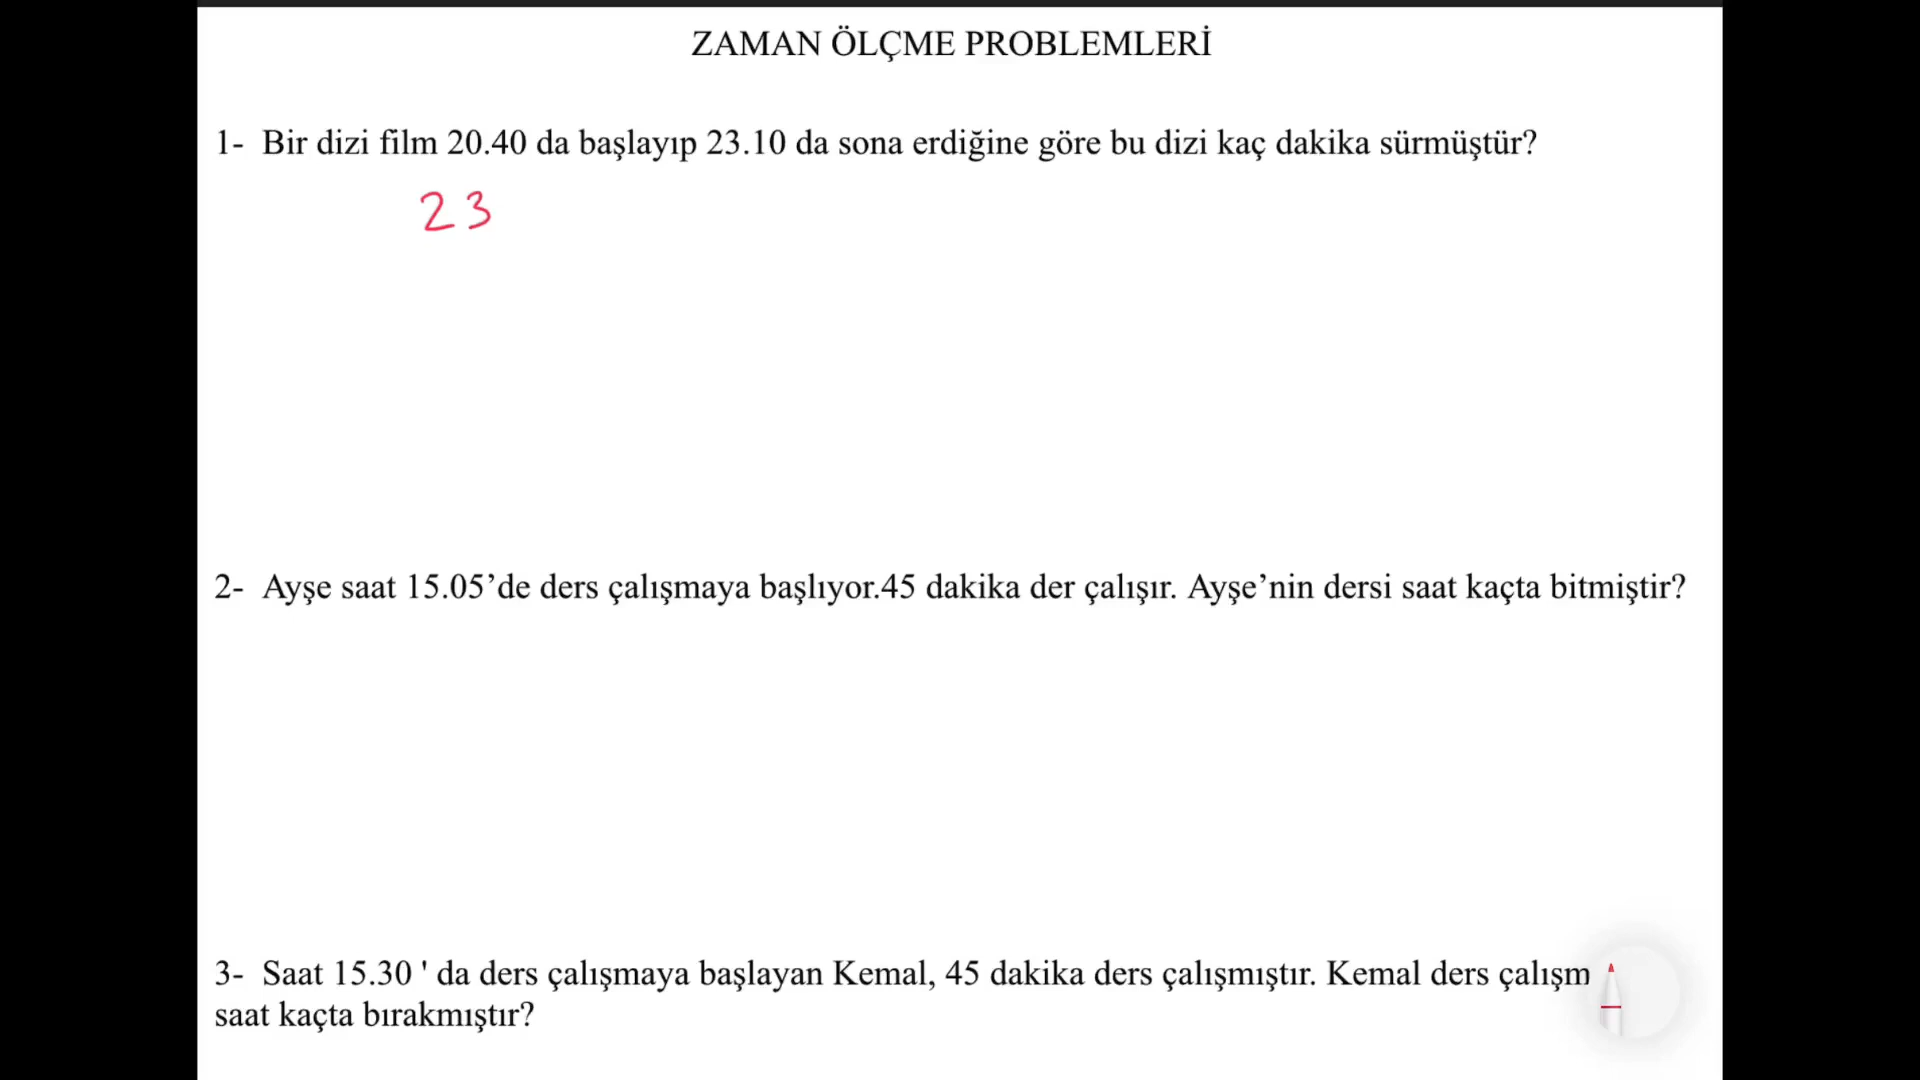 ZAMAN ÖLÇME PROBLEMLERİ
1- Bir dizi film 20.40 da başlayıp 23.10 da sona erdiğine göre bu dizi kaç dakika sürmüştür?
23
2- Ayşe saat 15.05’de ders çalışmaya başlıyor.45 dakika der çalışır. Ayşe’nin dersi saat kaçta bitmiştir?
3- Saat 15.30 ' da ders çalışmaya başlayan Kemal, 45 dakika ders çalışmıştır. Kemal ders çalışm
saat kaçta bırakmıştır?